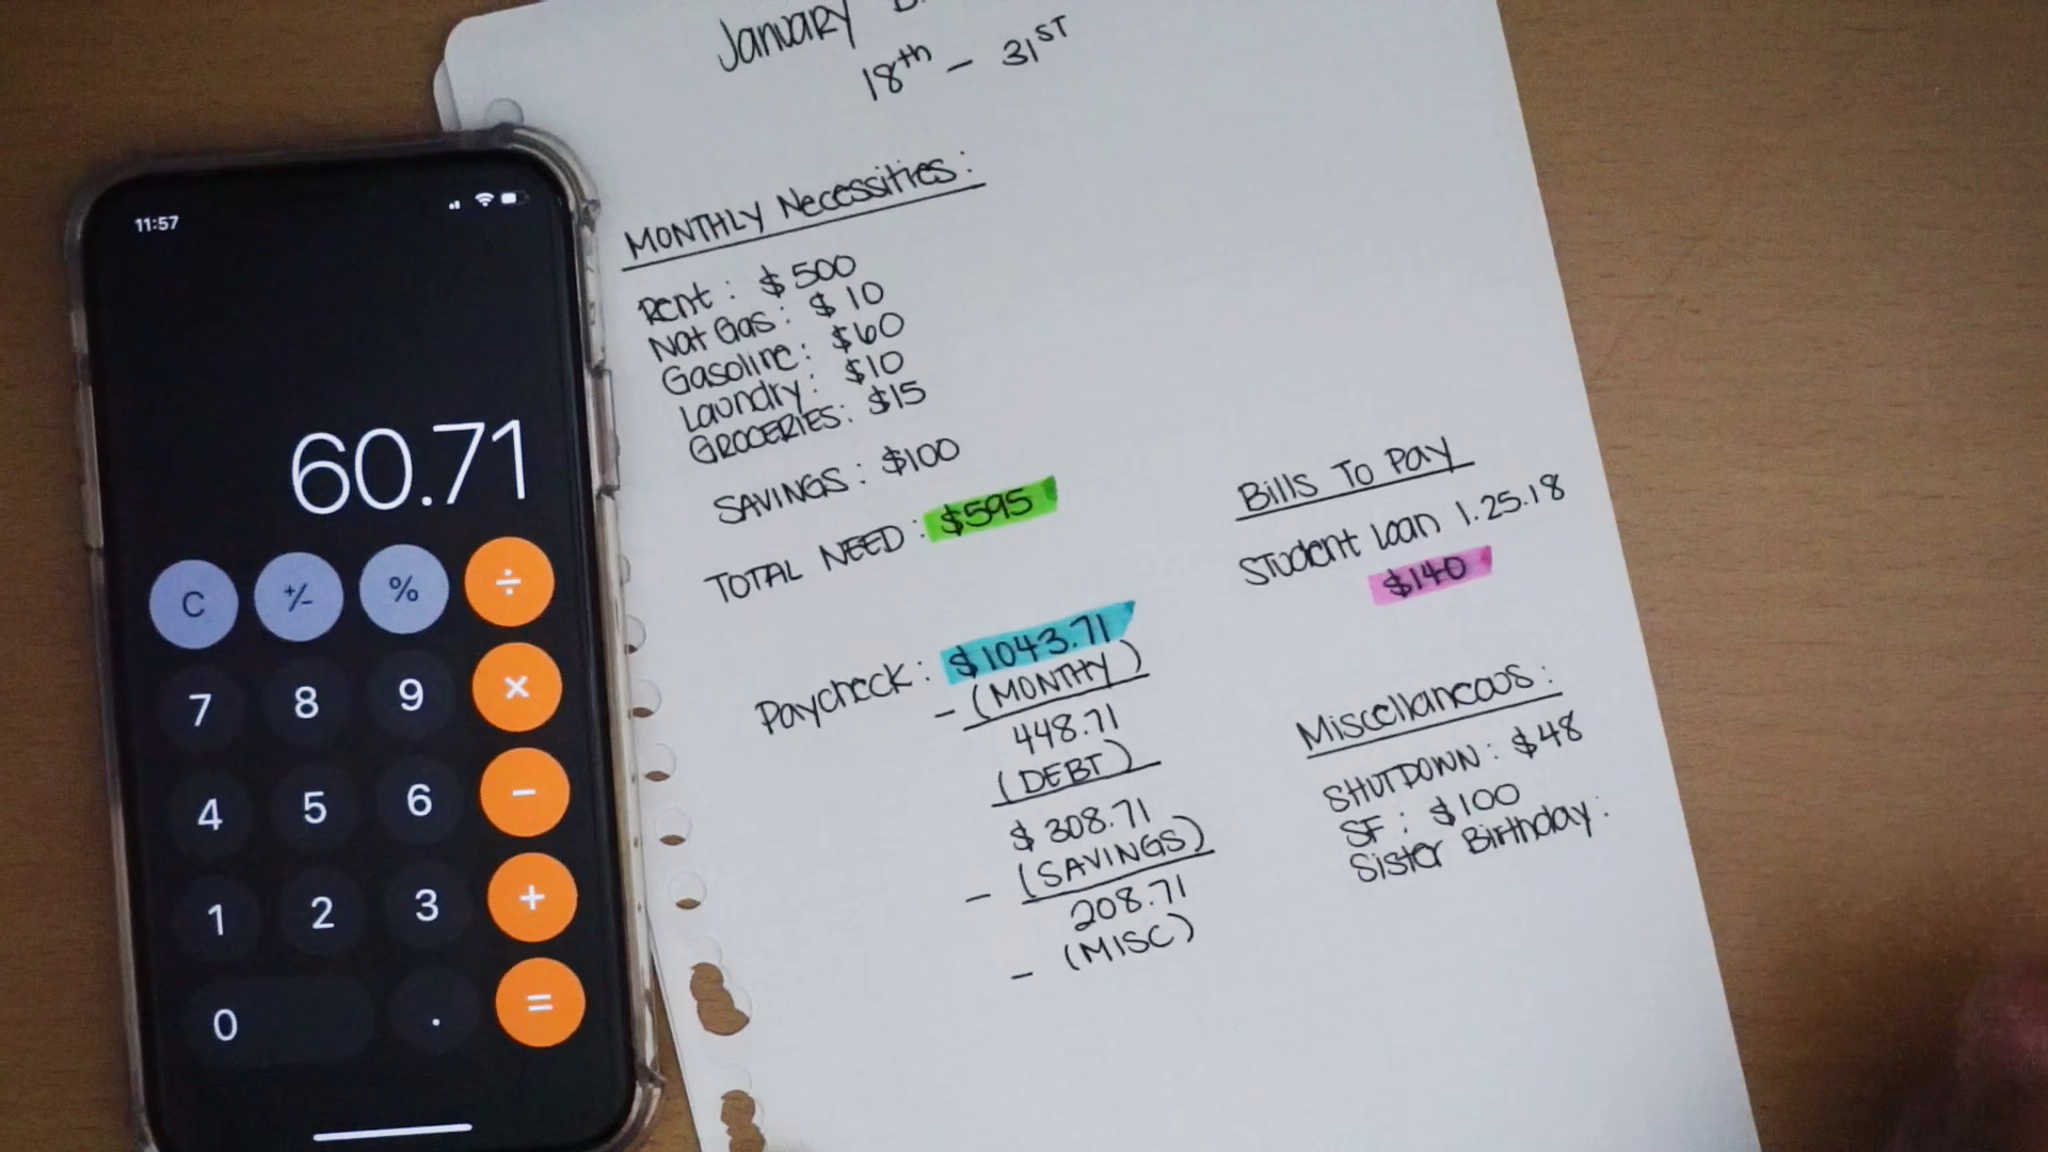 January
18th - 31ST
MONTHLY Necessities:
Rent: $500
Nat Gas: $10
Gasoline: $60
Laundry: $10
GROCERIES: $15
SAVINGS: $100
TOTAL NEED: $595
Paycheck: $1043.71
- (MONTHY)
448.71
(DEBT)
$308.71
- (SAVINGS)
208.71
- (MISC)
Bills To Pay
Student Loan 1.25.18
$140
Miscellaneous:
SHUTDOWN: $48
SF: $100
Sister Birthday:
11:57
60.71
C +/- % ÷
7 8 9 ×
4 5 6 −
1 2 3 +
0 . =